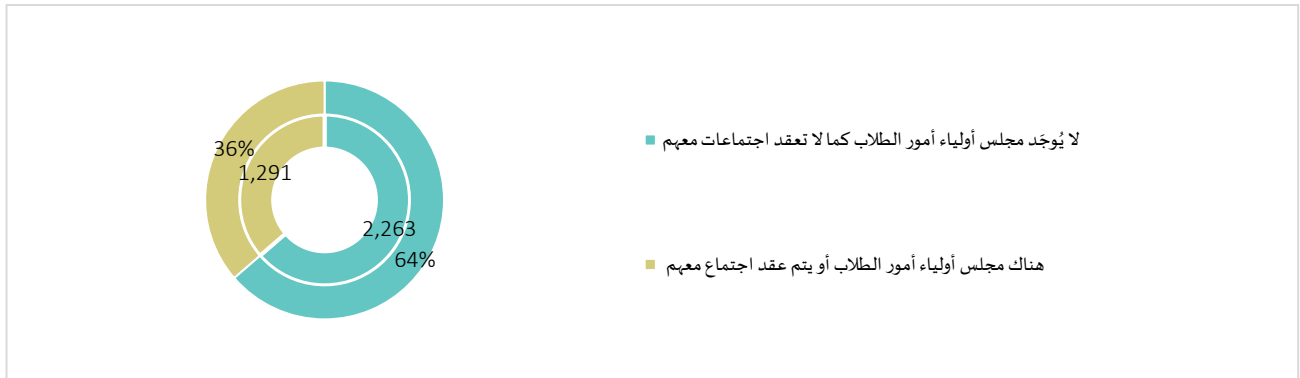 36%
1,291
2,263
64%
لا يُوجَد مجلس أولياء أمور الطلاب كما لا تعقد اجتماعات معهم
هناك مجلس أولياء أمور الطلاب أو يتم عقد اجتماع معهم